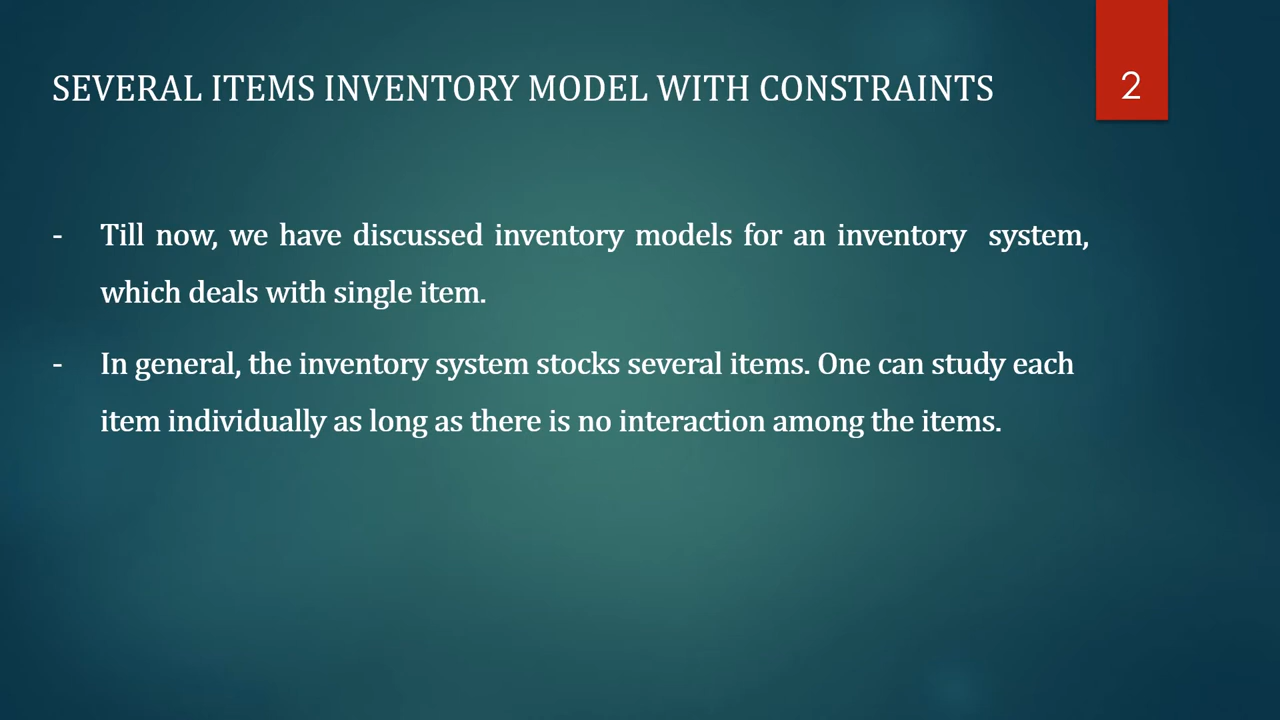 SEVERAL ITEMS INVENTORY MODEL WITH CONSTRAINTS
2
- Till now, we have discussed inventory models for an inventory system,
which deals with single item.
- In general, the inventory system stocks several items. One can study each
item individually as long as there is no interaction among the items.